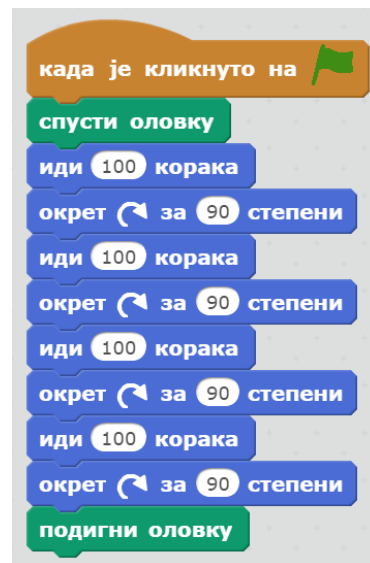 када је кликнуто на
спусти оловку
иди 100 корака
окрет за 90 степени
иди 100 корака
окрет за 90 степени
иди 100 корака
окрет за 90 степени
иди 100 корака
окрет за 90 степени
подигни оловку